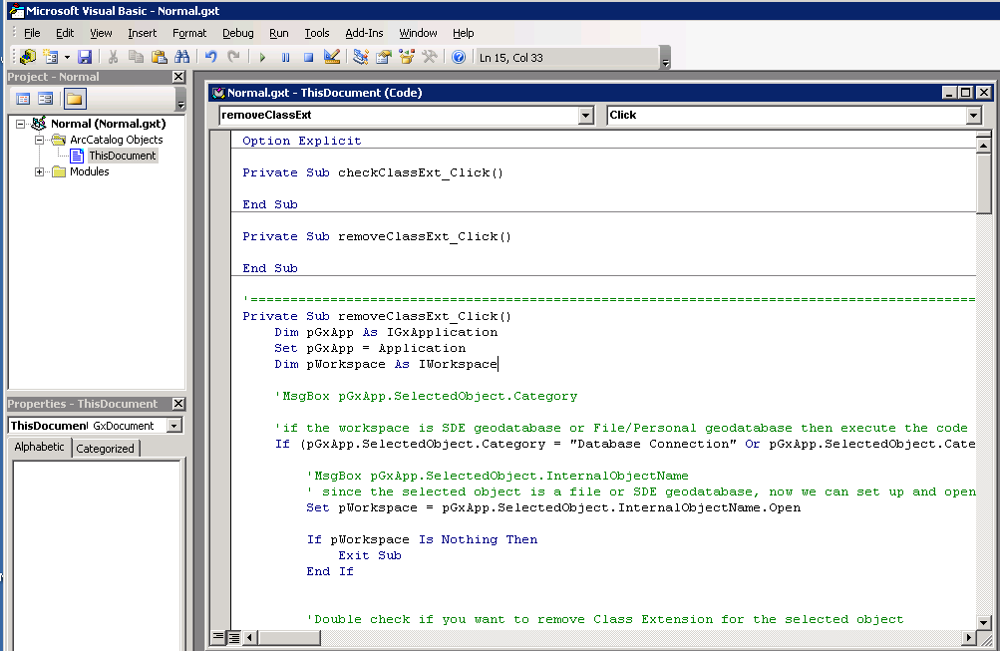 Microsoft Visual Basic - Normal.gxt
File Edit View Insert Format Debug Run Tools Add-Ins Window Help
Ln 15, Col 33
Project - Normal
Normal (Normal.gxt)
ArcCatalog Objects
ThisDocument
Modules
Properties - ThisDocument
ThisDocumen GxDocument
Alphabetic Categorized
Normal.gxt - ThisDocument (Code)
removeClassExt Click
Option Explicit
Private Sub checkClassExt_Click()
End Sub
Private Sub removeClassExt_Click()
End Sub
'============================================================================================
Private Sub removeClassExt_Click()
Dim pGxApp As IGxApplication
Set pGxApp = Application
Dim pWorkspace As IWorkspace
'MsgBox pGxApp.SelectedObject.Category
'if the workspace is SDE geodatabase or File/Personal geodatabase then execute the code
If (pGxApp.SelectedObject.Category = "Database Connection" Or pGxApp.SelectedObject.Cate
'MsgBox pGxApp.SelectedObject.InternalObjectName
' since the selected object is a file or SDE geodatabase, now we can set up and open
Set pWorkspace = pGxApp.SelectedObject.InternalObjectName.Open
If pWorkspace Is Nothing Then
Exit Sub
End If
'Double check if you want to remove Class Extension for the selected object